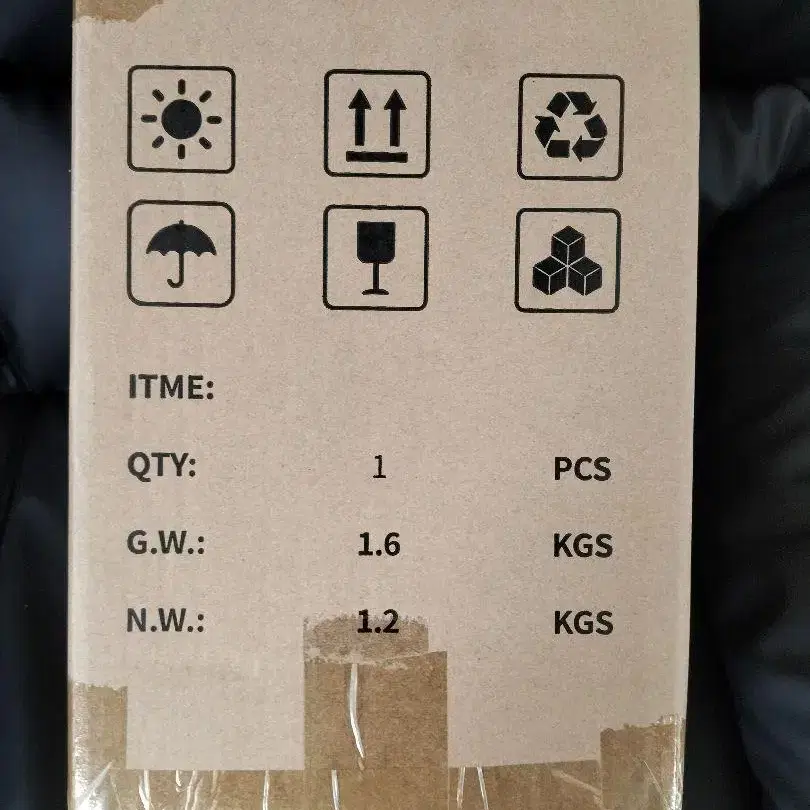 ITME:
QTY: 1 PCS
G.W.: 1.6 KGS
N.W.: 1.2 KGS